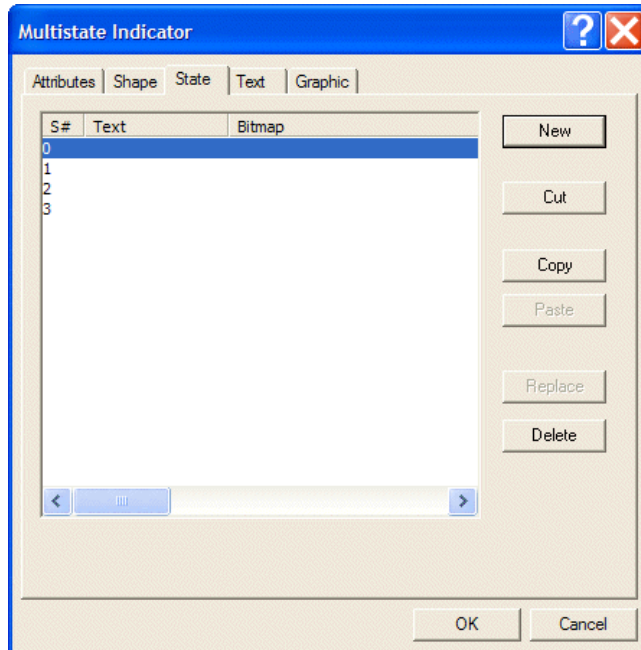 Multistate Indicator
Attributes Shape State Text Graphic
S# Text Bitmap
0
1
2
3
New
Cut
Copy
Paste
Replace
Delete
OK Cancel